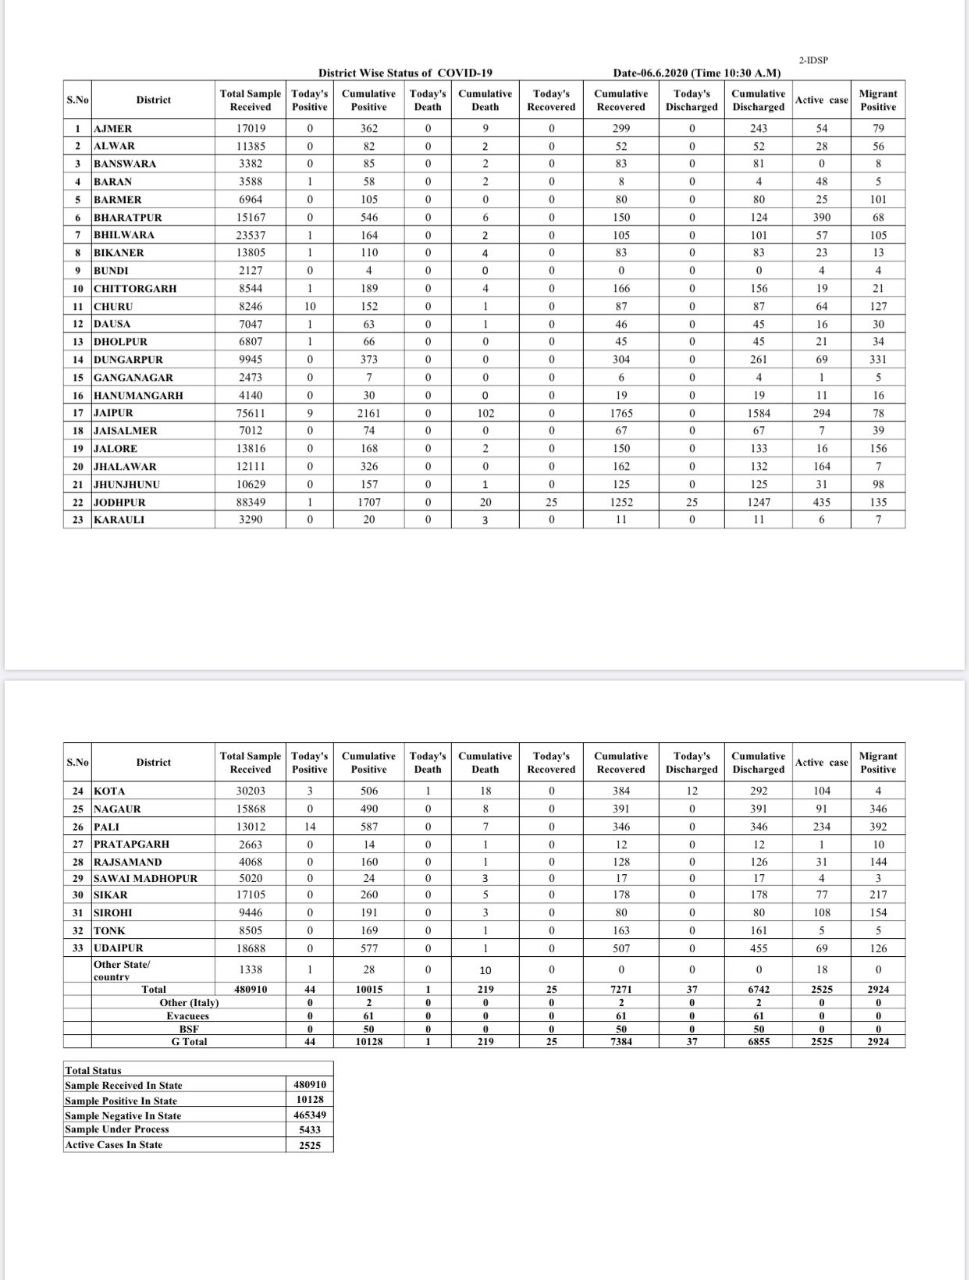 2-IDSP
District Wise Status of COVID-19 Date-06.6.2020 (Time 10:30 A.M)
S.No District Total Sample Received Today's Positive Cumulative Positive Today's Death Cumulative Death Today's Recovered Cumulative Recovered Today's Discharged Cumulative Discharged Active case Migrant Positive
1 AJMER 17019 0 362 0 9 0 299 0 243 54 79
2 ALWAR 11385 0 82 0 2 0 52 0 52 28 56
3 BANSWARA 3382 0 85 0 2 0 83 0 81 0 8
4 BARAN 3588 1 58 0 2 0 8 0 4 48 5
5 BARMER 6964 0 105 0 0 0 80 0 80 25 101
6 BHARATPUR 15167 0 546 0 6 0 150 0 124 390 68
7 BHILWARA 23537 1 164 0 2 0 105 0 101 57 105
8 BIKANER 13805 1 110 0 4 0 83 0 83 23 13
9 BUNDI 2127 0 4 0 0 0 0 0 0 4 4
10 CHITTORGARH 8544 1 189 0 4 0 166 0 156 19 21
11 CHURU 8246 10 152 0 1 0 87 0 87 64 127
12 DAUSA 7047 1 63 0 1 0 46 0 45 16 30
13 DHOLPUR 6807 1 66 0 0 0 45 0 45 21 34
14 DUNGARPUR 9945 0 373 0 0 0 304 0 261 69 331
15 GANGANAGAR 2473 0 7 0 0 0 6 0 4 1 5
16 HANUMANGARH 4140 0 30 0 0 0 19 0 19 11 16
17 JAIPUR 75611 9 2161 0 102 0 1765 0 1584 294 78
18 JAISALMER 7012 0 74 0 0 0 67 0 67 7 39
19 JALORE 13816 0 168 0 2 0 150 0 133 16 156
20 JHALAWAR 12111 0 326 0 0 0 162 0 132 164 7
21 JHUNJHUNU 10629 0 157 0 1 0 125 0 125 31 98
22 JODHPUR 88349 1 1707 0 20 25 1252 25 1247 435 135
23 KARAULI 3290 0 20 0 3 0 11 0 11 6 7
S.No District Total Sample Received Today's Positive Cumulative Positive Today's Death Cumulative Death Today's Recovered Cumulative Recovered Today's Discharged Cumulative Discharged Active case Migrant Positive
24 KOTA 30203 3 506 1 18 0 384 12 292 104 4
25 NAGAUR 15868 0 490 0 8 0 391 0 391 91 346
26 PALI 13012 14 587 0 7 0 346 0 346 234 392
27 PRATAPGARH 2663 0 14 0 1 0 12 0 12 1 10
28 RAJSAMAND 4068 0 160 0 1 0 128 0 126 31 144
29 SAWAI MADHOPUR 5020 0 24 0 3 0 17 0 17 4 3
30 SIKAR 17105 0 260 0 5 0 178 0 178 77 217
31 SIROHI 9446 0 191 0 3 0 80 0 80 108 154
32 TONK 8505 0 169 0 1 0 163 0 161 5 5
33 UDAIPUR 18688 0 577 0 1 0 507 0 455 69 126
Other State/ country 1338 1 28 0 10 0 0 0 0 18 0
Total 480910 44 10015 1 219 25 7271 37 6742 2525 2924
Other (Italy) 0 2 0 0 0 2 0 2 0 0
Evacuees 0 61 0 0 0 61 0 61 0 0
BSF 0 50 0 0 0 50 0 50 0 0
G Total 44 10128 1 219 25 7384 37 6855 2525 2924
Total Status
Sample Received In State 480910
Sample Positive In State 10128
Sample Negative In State 465349
Sample Under Process 5433
Active Cases In State 2525